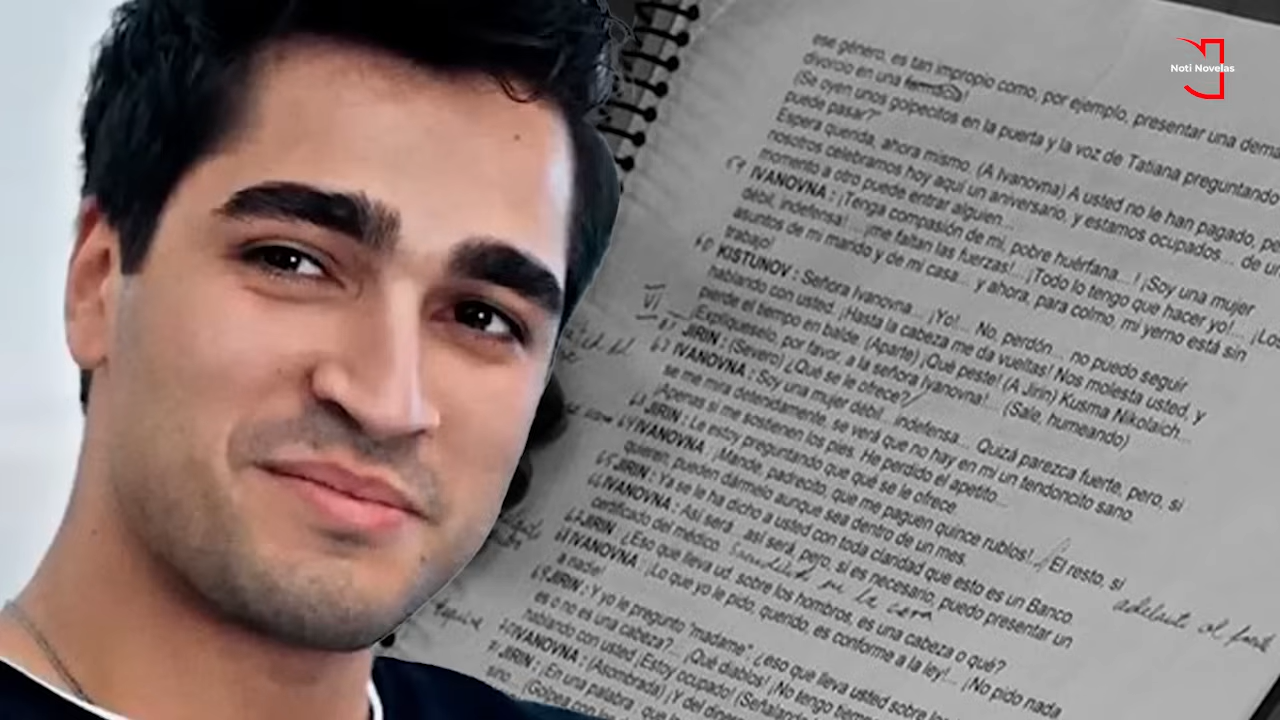 Noti Novelas
ese género, es tan impropio como, por ejemplo, presentar una
divorcio en una
(Se oyen unos golpecitos en la puerta y la voz de Tatiana preguntando
puede pasar?"
Espera querida, ahora mismo. (A Ivanovna) A usted no le han pagado,
nosotros celebramos hoy aquí un aniversario, y estamos ocupados... de
momento a otro puede entrar alguien...
IVANOVNA : ¡Tenga compasión de mí, pobre huérfana...! ¡Soy una mujer
débil, indefensa!... ¡me faltan las fuerzas!... ¡Todo lo tengo que hacer yo!...
asuntos de mi marido y de mi casa... y ahora, para colmo, mi yerno está sin
trabajo!
60 KISTUNOV : Señora Ivanovna... ¡Yo!... No, perdón... no puedo seguir
hablando con usted. ¡Hasta la cabeza me da vueltas! Nos molesta usted, y
pierde el tiempo en balde. (Aparte) ¡Qué peste! (A Jirin) Kusma Nikolaich...
Explíqueselo, por favor, a la señora Ivanovna!... (Sale, humeando)
VI
61 JIRIN : (Severo) ¿Qué se le ofrece?
62 IVANOVNA : Soy una mujer débil, indefensa... Quizá parezca fuerte, pero, si
se me mira detenidamente, se verá que no hay en mí un tendoncito sano.
Apenas si me sostienen los pies. He perdido el apetito...
JIRIN : Le estoy preguntando que qué se le ofrece.
IVANOVNA : ¡Mande, padrecito, que me paguen quince rublos!... El resto, si
quieren, pueden dármelo aunque sea dentro de un mes.
65 JIRIN : Ya se le ha dicho a usted con toda claridad que esto es un Banco.
IVANOVNA : Así será... así será, pero, si es necesario, puedo presentar un
certificado del médico.
67 JIRIN : ¿Eso que lleva ud. sobre los hombros, es una cabeza o qué?
68 IVANOVNA : ¡Lo que yo le pido, querido, es conforme a la ley!... ¡No pido nada
a nadie!
69 JIRIN : Y yo le pregunto "madame" ¿eso que lleva usted sobre los
es o no es una cabeza?... ¡Qué diablos! ¡No tengo
hablando con usted ¡Estoy ocupado!
IVANOVNA : (Asombrada) ¿Y del
JIRIN : En una palabra, que
sino...